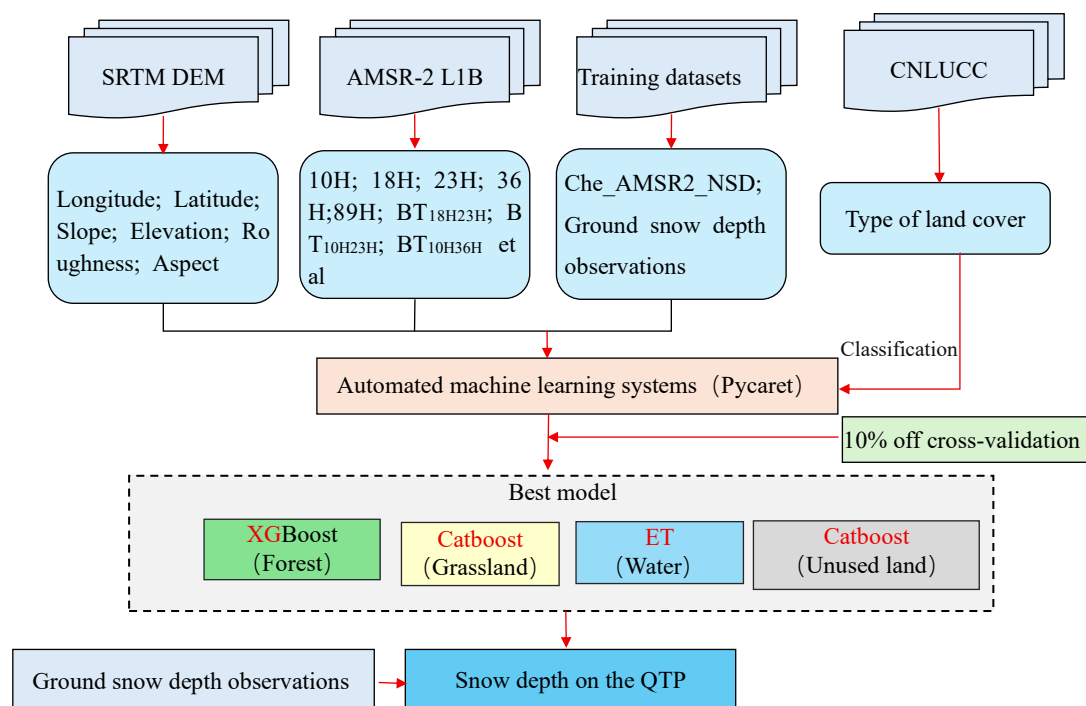 SRTM DEM
AMSR-2 L1B
Training datasets
CNLUCC
Longitude; Latitude;
Slope; Elevation; Ro
ughness; Aspect
10H; 18H; 23H; 36
H;89H; BT18H23H; B
T10H23H; BT10H36H et
al
Che_AMSR2_NSD;
Ground snow depth
observations
Type of land cover
Classification
Automated machine learning systems（Pycaret）
10% off cross-validation
Best model
XGBoost
（Forest）
Catboost
（Grassland）
ET
（Water）
Catboost
（Unused land）
Ground snow depth observations
Snow depth on the QTP